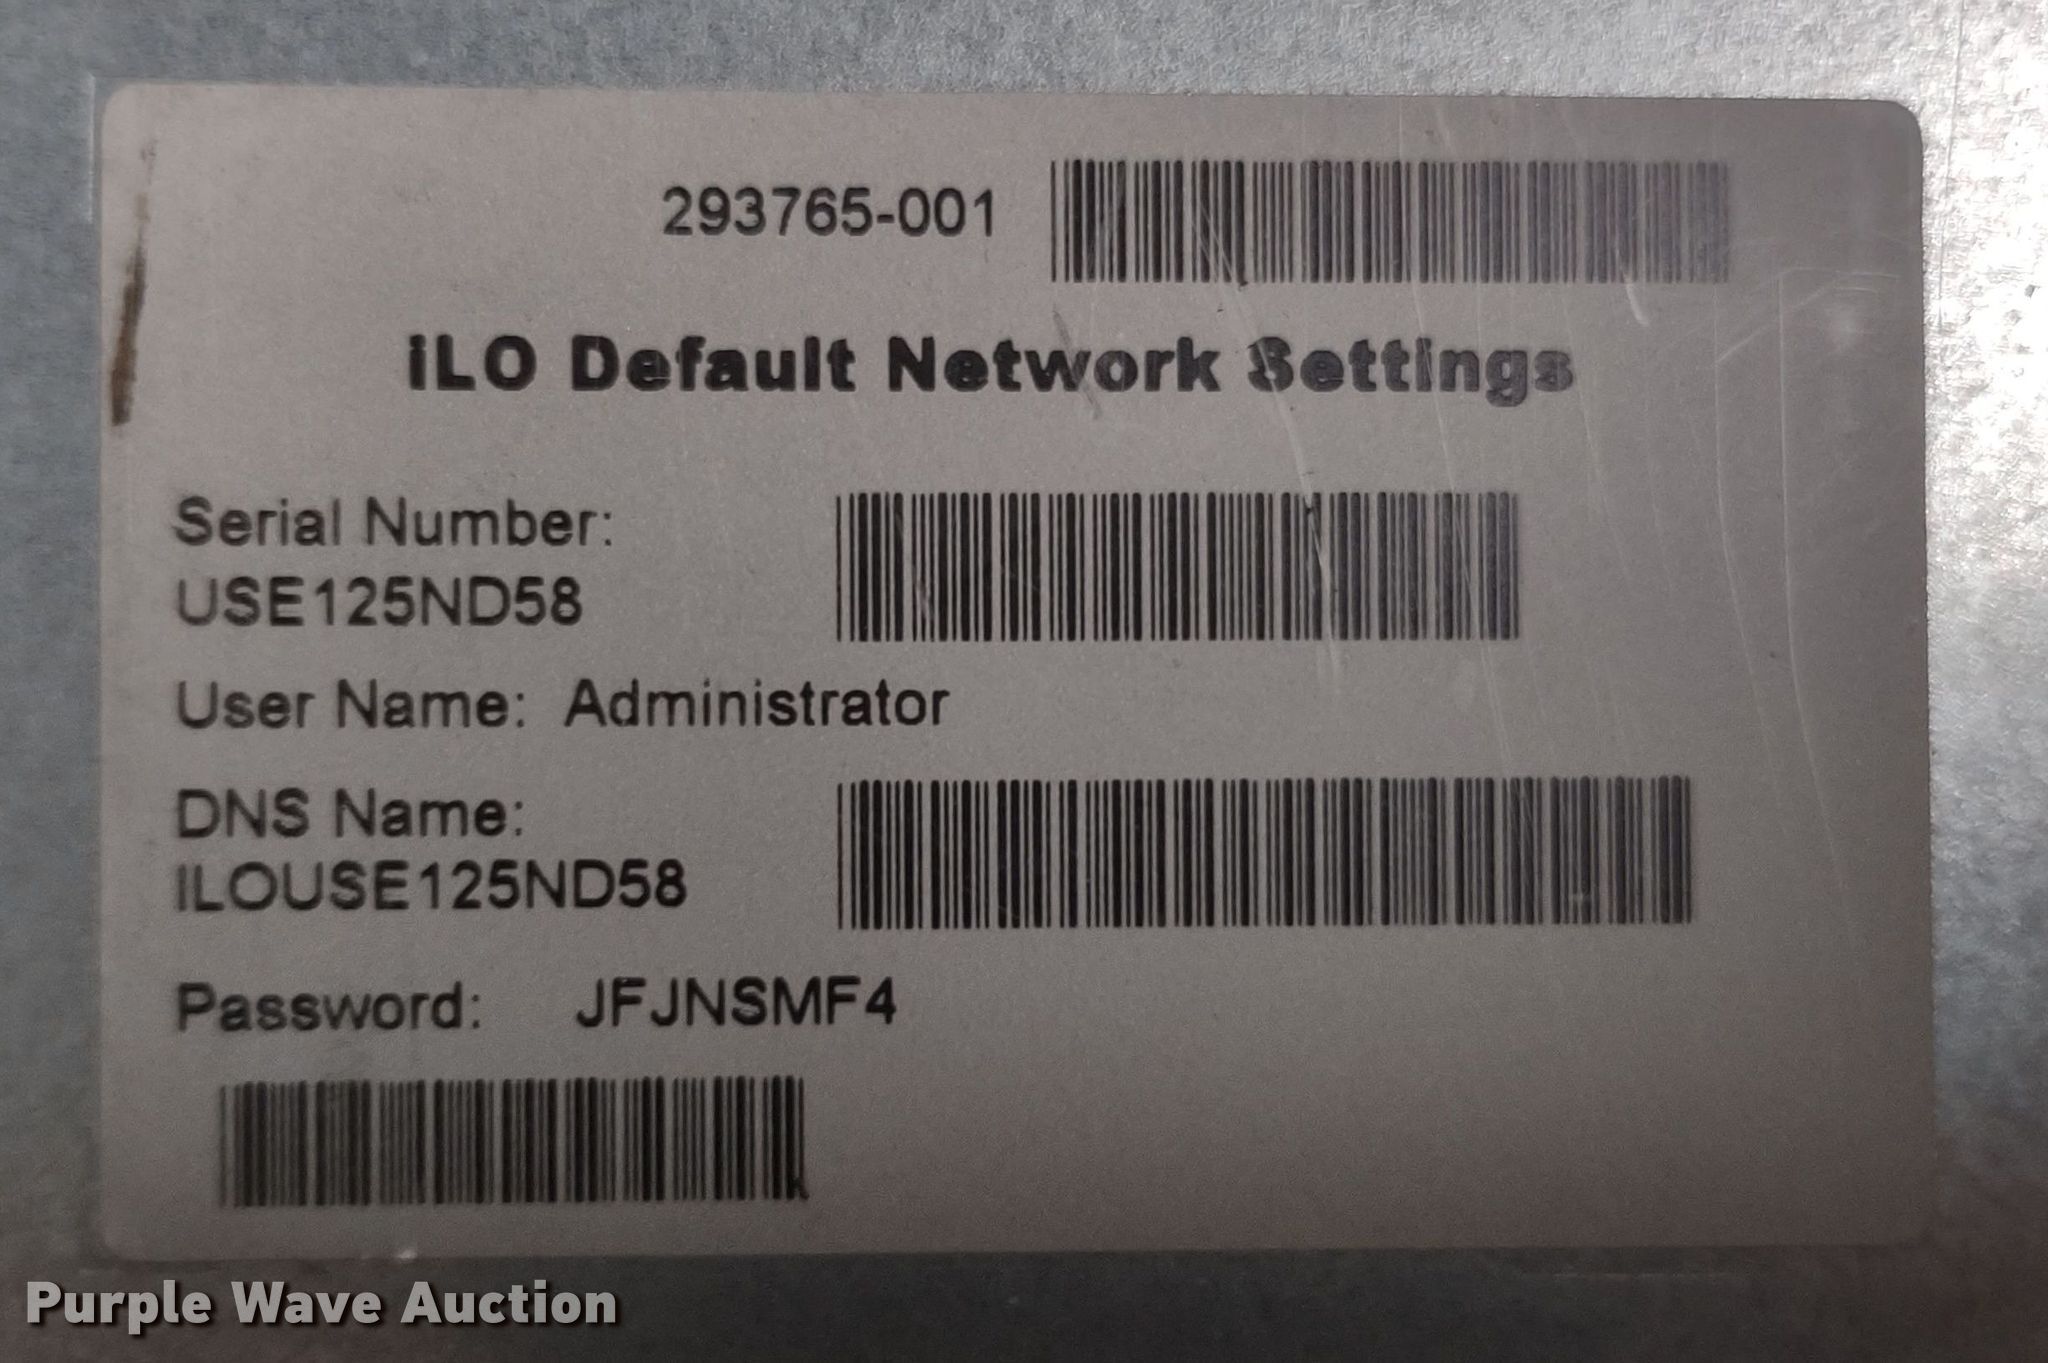 293765-001
iLO Default Network Settings
Serial Number:
USE125ND58
User Name: Administrator
DNS Name:
ILOUSE125ND58
Password: JFJNSMF4
Purple Wave Auction